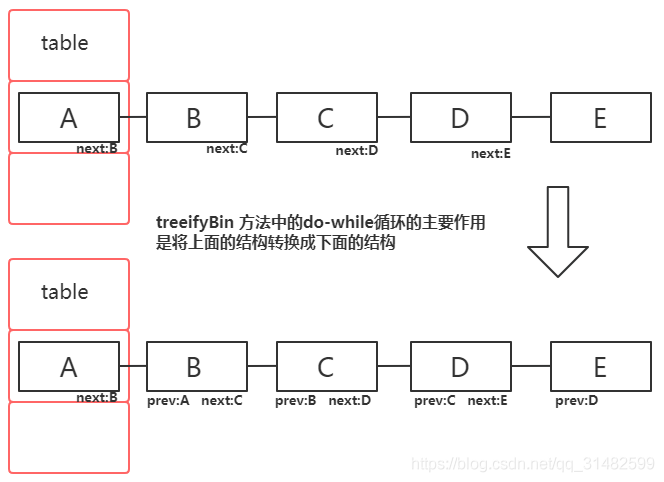 table
A B C D E
next:B next:C next:D next:E
treeifyBin 方法中的do-while循环的主要作用
是将上面的结构转换成下面的结构
table
A B C D E
next:B prev:A next:C prev:B next:D prev:C next:E prev:D
https://blog.csdn.net/qq_31482599